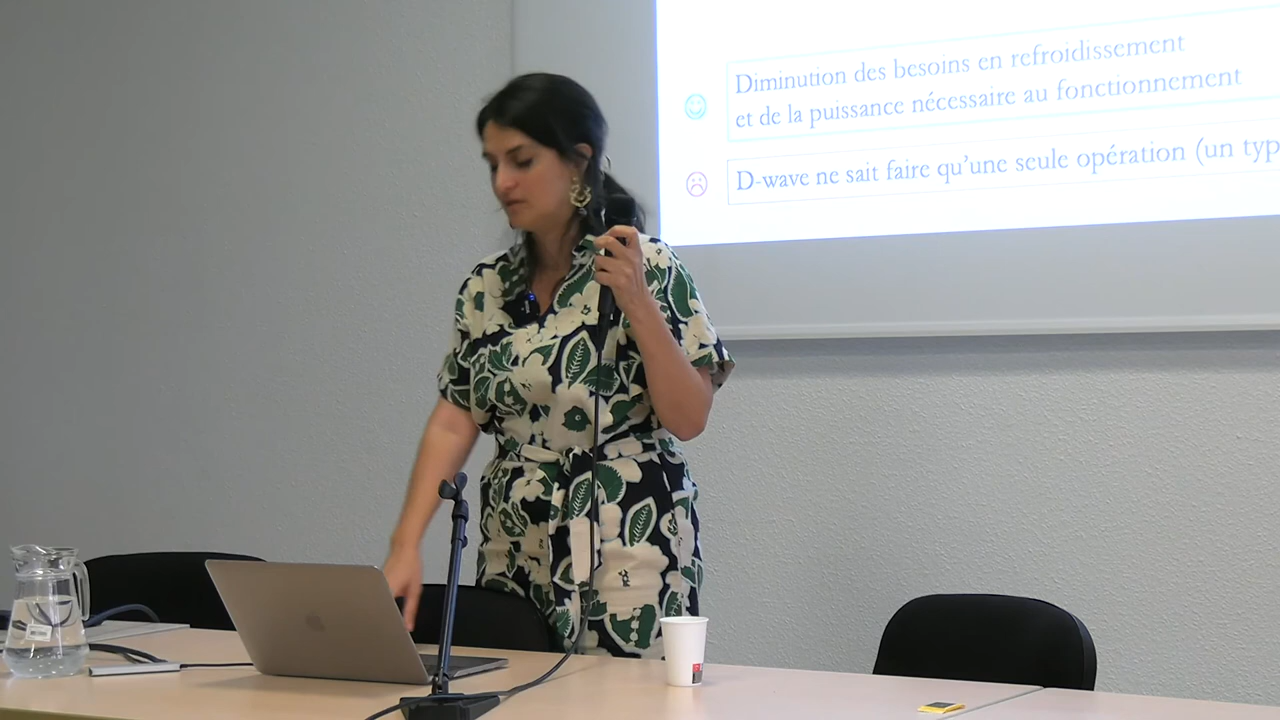 Diminution des besoins en refroidissement
et de la puissance nécessaire au fonctionnement
D-wave ne sait faire qu'une seule opération (un typ